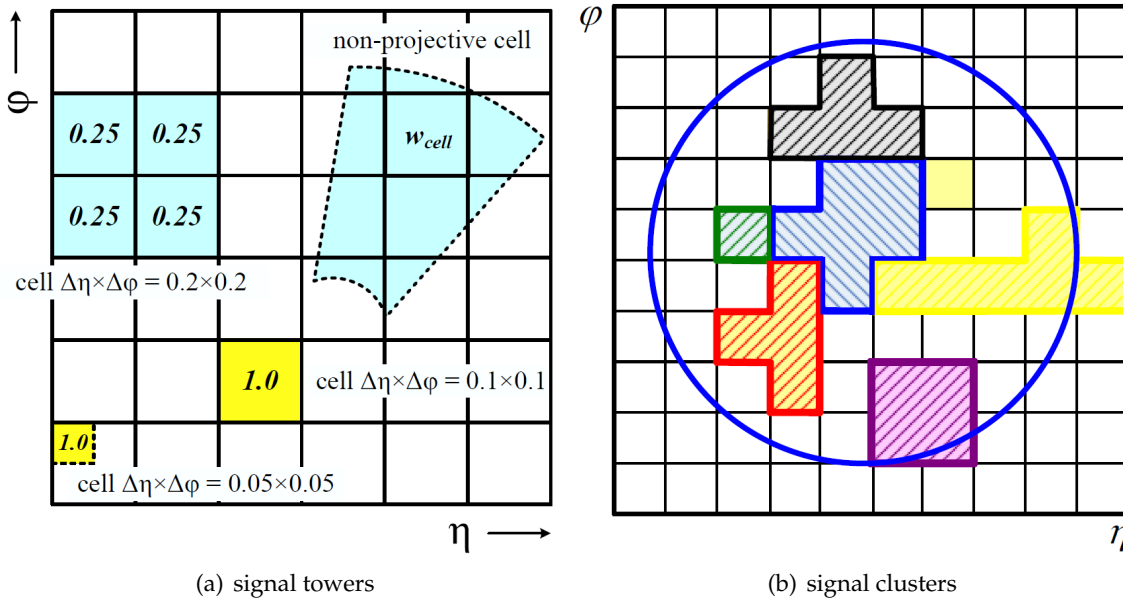 φ
non-projective cell
0.25 0.25
w_cell
0.25 0.25
cell Δη×Δφ = 0.2×0.2
1.0
cell Δη×Δφ = 0.1×0.1
1.0
cell Δη×Δφ = 0.05×0.05
η
(a) signal towers
φ
η
(b) signal clusters